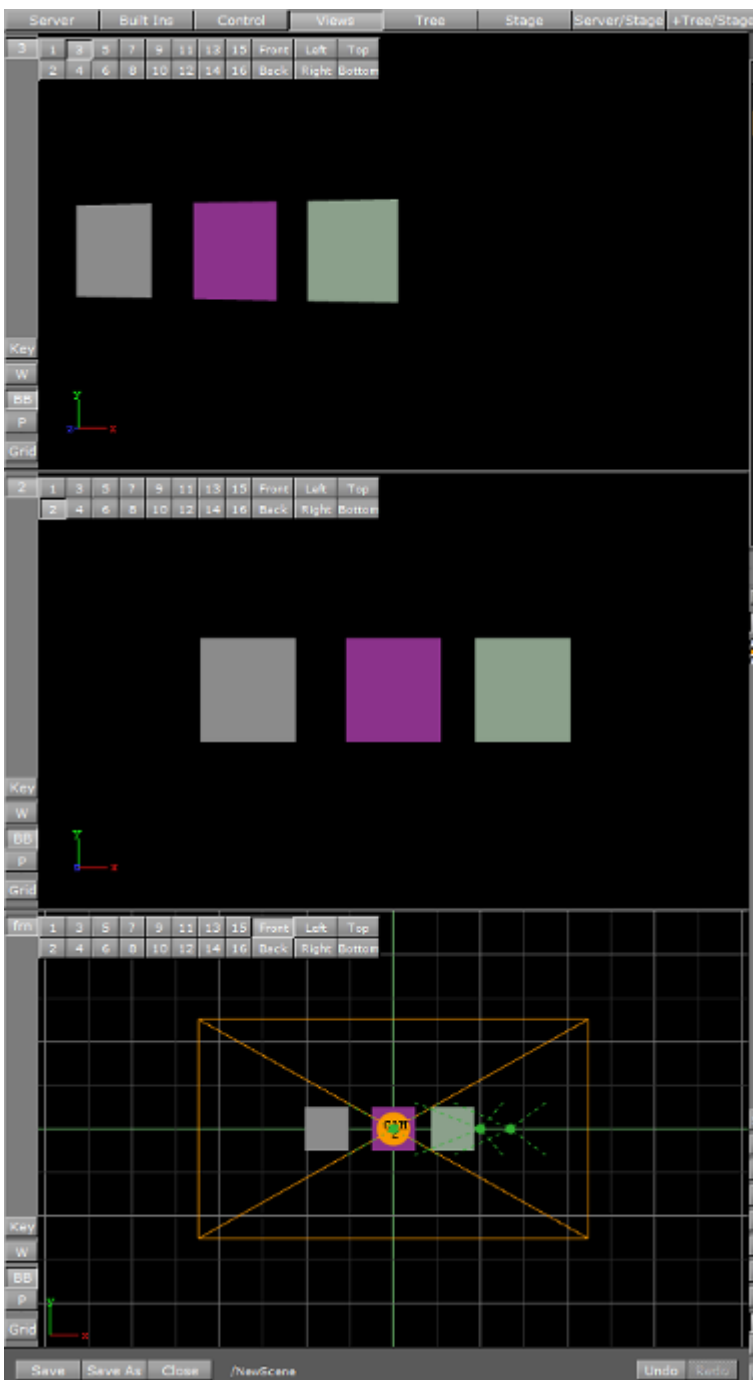 Server Built Ins Control Views Tree Stage Server/Stage +Tree/Stage
3 1 3 5 7 9 11 13 15 Front Left Top
2 4 6 8 10 12 14 16 Back Right Bottom
Key
W
BB
P
Grid
Y
Z X
2 1 3 5 7 9 11 13 15 Front Left Top
2 4 6 8 10 12 14 16 Back Right Bottom
Key
W
BB
P
Grid
Y
X
frn 1 3 5 7 9 11 13 15 Front Left Top
2 4 6 8 10 12 14 16 Back Right Bottom
CAM
2
Key
W
BB
P
Grid
Y
X
Save Save As Close /NewScene Undo Redo